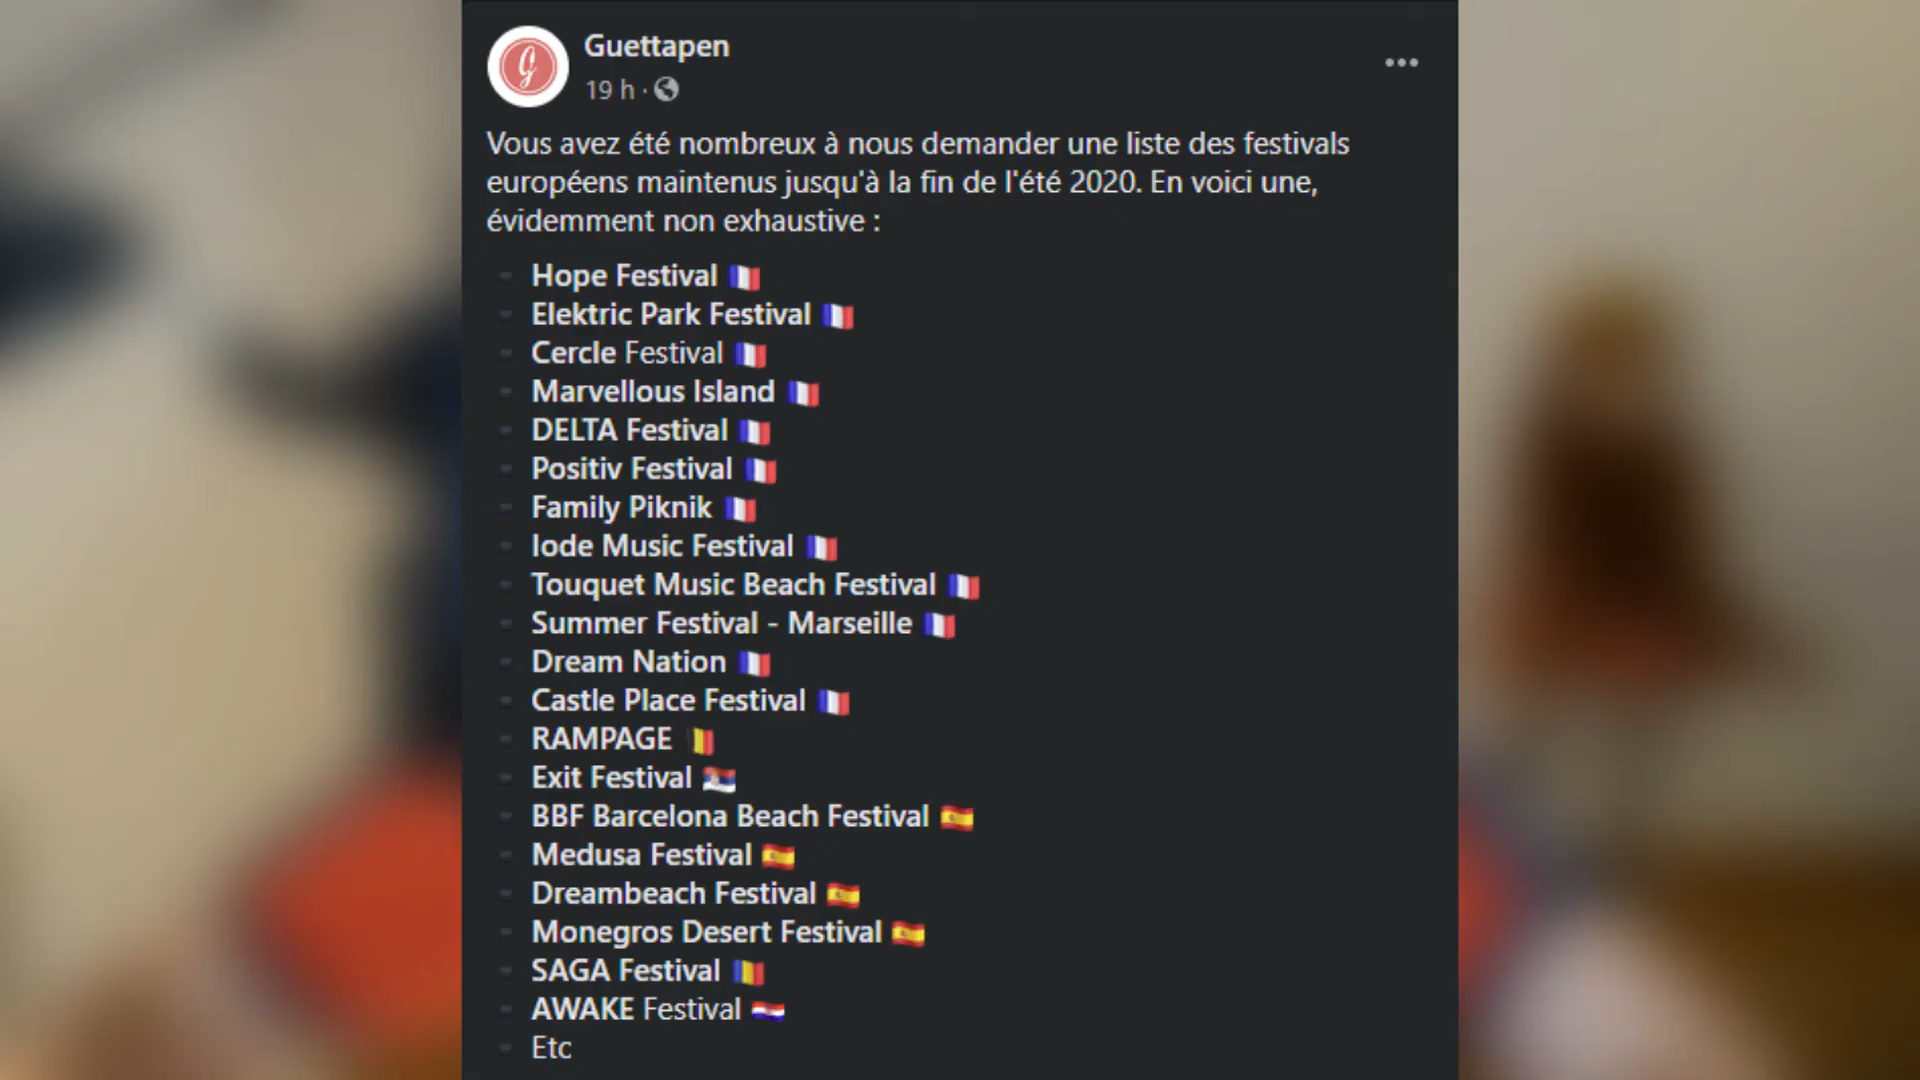 Guettapen
19 h ·
Vous avez été nombreux à nous demander une liste des festivals
européens maintenus jusqu'à la fin de l'été 2020. En voici une,
évidemment non exhaustive :
Hope Festival 🇫🇷
Elektric Park Festival 🇫🇷
Cercle Festival 🇫🇷
Marvellous Island 🇫🇷
DELTA Festival 🇫🇷
Positiv Festival 🇫🇷
Family Piknik 🇫🇷
Iode Music Festival 🇫🇷
Touquet Music Beach Festival 🇫🇷
Summer Festival - Marseille 🇫🇷
Dream Nation 🇫🇷
Castle Place Festival 🇫🇷
RAMPAGE 🇧🇪
Exit Festival 🇷🇸
BBF Barcelona Beach Festival 🇪🇸
Medusa Festival 🇪🇸
Dreambeach Festival 🇪🇸
Monegros Desert Festival 🇪🇸
SAGA Festival 🇷🇴
AWAKE Festival 🇭🇷
Etc